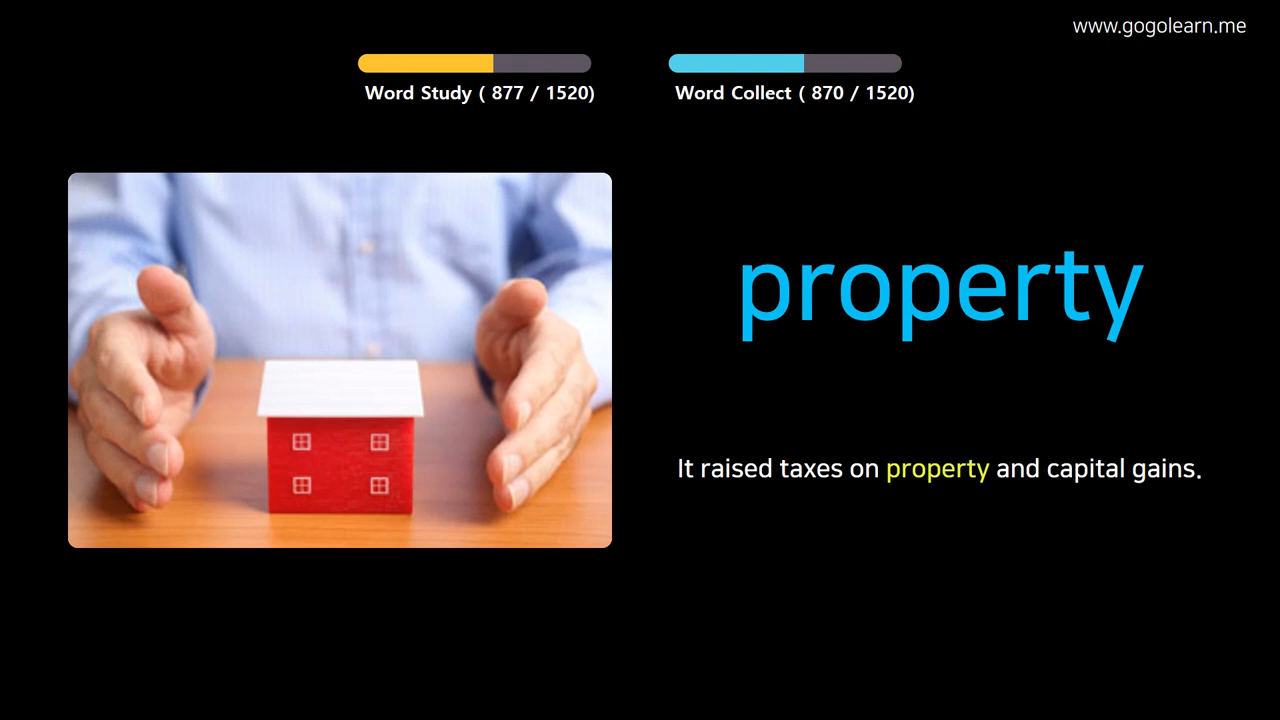 www.gogolearn.me
Word Study ( 877 / 1520)
Word Collect ( 870 / 1520)
property
It raised taxes on property and capital gains.